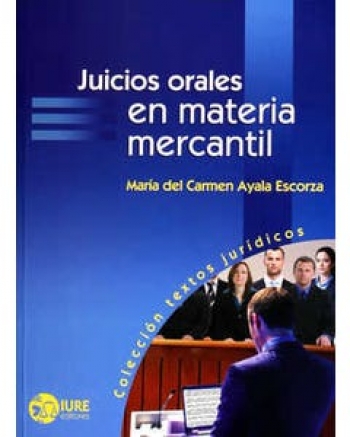 Juicios orales
en materia
mercantil
María del Carmen Ayala Escorza
Colección textos jurídicos
IURE
editores